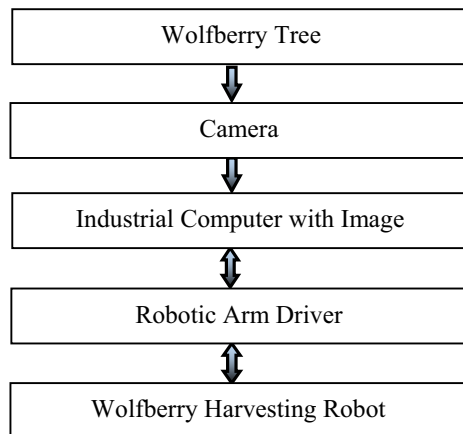 Wolfberry Tree
Camera
Industrial Computer with Image
Robotic Arm Driver
Wolfberry Harvesting Robot